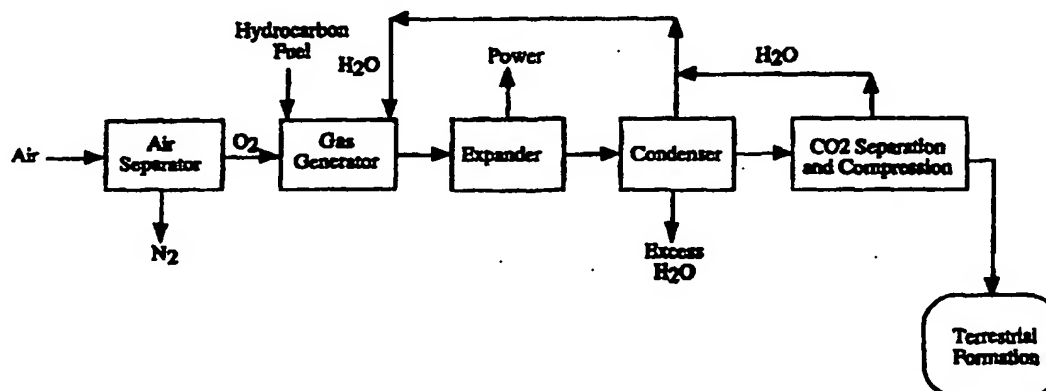 Hydrocarbon
Fuel
H2O
Power
H2O
Air
Air
Separator
O2
Gas
Generator
Expander
Condenser
CO2 Separation
and Compression
N2
Excess
H2O
Terrestrial
Formation